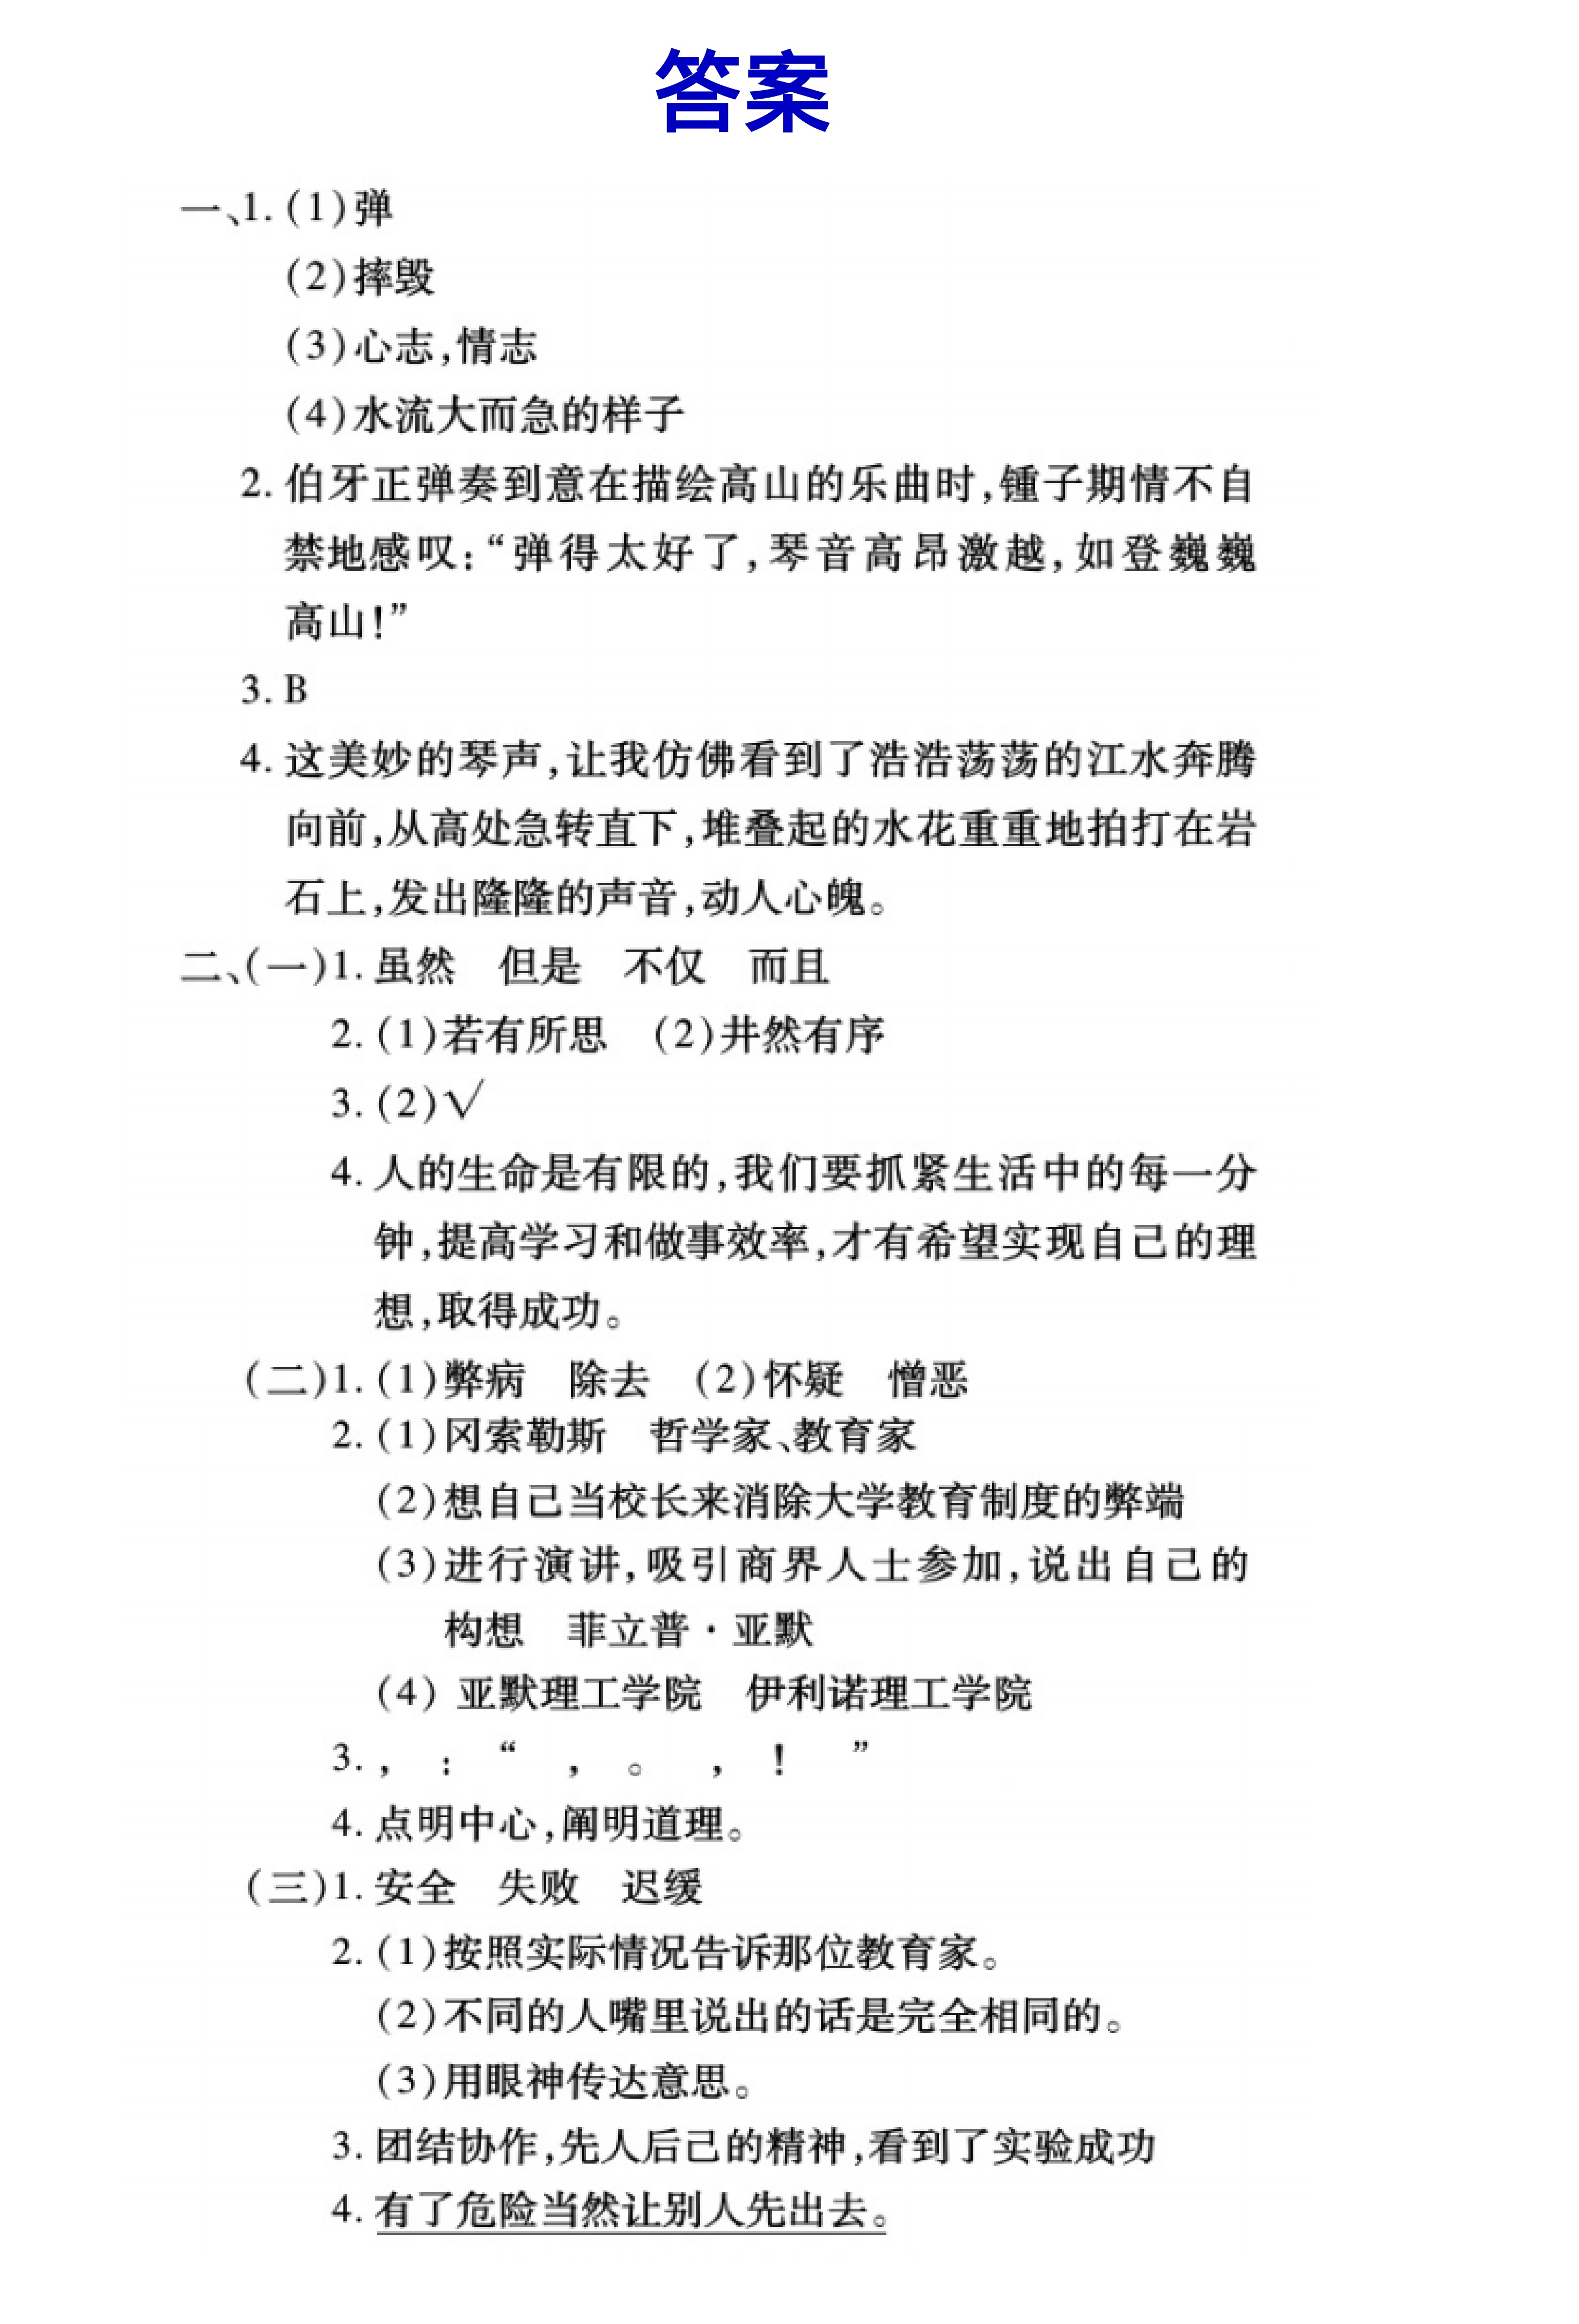 答案
一、1. (1)弹
(2)摔毁
(3)心志,情志
(4)水流大而急的样子
2. 伯牙正弹奏到意在描绘高山的乐曲时,锺子期情不自
禁地感叹:“弹得太好了,琴音高昂激越,如登巍巍
高山!”
3. B
4. 这美妙的琴声,让我仿佛看到了浩浩荡荡的江水奔腾
向前,从高处急转直下,堆叠起的水花重重地拍打在岩
石上,发出隆隆的声音,动人心魄。
二、(一)1. 虽然 但是 不仅 而且
2. (1)若有所思 (2)井然有序
3. (2)√
4. 人的生命是有限的,我们要抓紧生活中的每一分
钟,提高学习和做事效率,才有希望实现自己的理
想,取得成功。
(二)1. (1)弊病 除去 (2)怀疑 憎恶
2. (1)冈索勒斯 哲学家、教育家
(2)想自己当校长来消除大学教育制度的弊端
(3)进行演讲,吸引商界人士参加,说出自己的
构想 菲立普·亚默
(4) 亚默理工学院 伊利诺理工学院
3. , : “ , 。 , ! ”
4. 点明中心,阐明道理。
(三)1. 安全 失败 迟缓
2. (1)按照实际情况告诉那位教育家。
(2)不同的人嘴里说出的话是完全相同的。
(3)用眼神传达意思。
3. 团结协作,先人后己的精神,看到了实验成功
4. 有了危险当然让别人先出去。